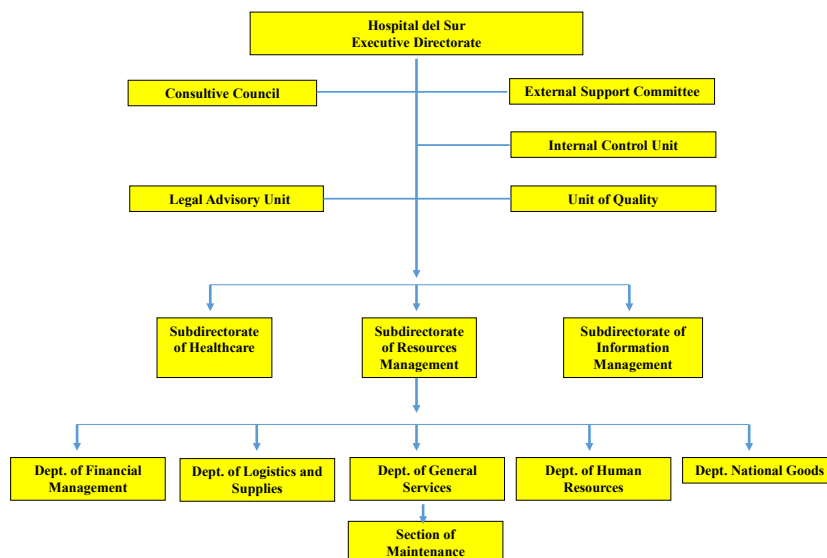 Hospital del Sur
Executive Directorate
Consultive Council
External Support Committee
Internal Control Unit
Legal Advisory Unit
Unit of Quality
Subdirectorate
of Healthcare
Subdirectorate
of Resources
Management
Subdirectorate of
Information
Management
Dept. of Financial
Management
Dept. of Logistics and
Supplies
Dept. of General
Services
Dept. of Human
Resources
Dept. National Goods
Section of
Maintenance